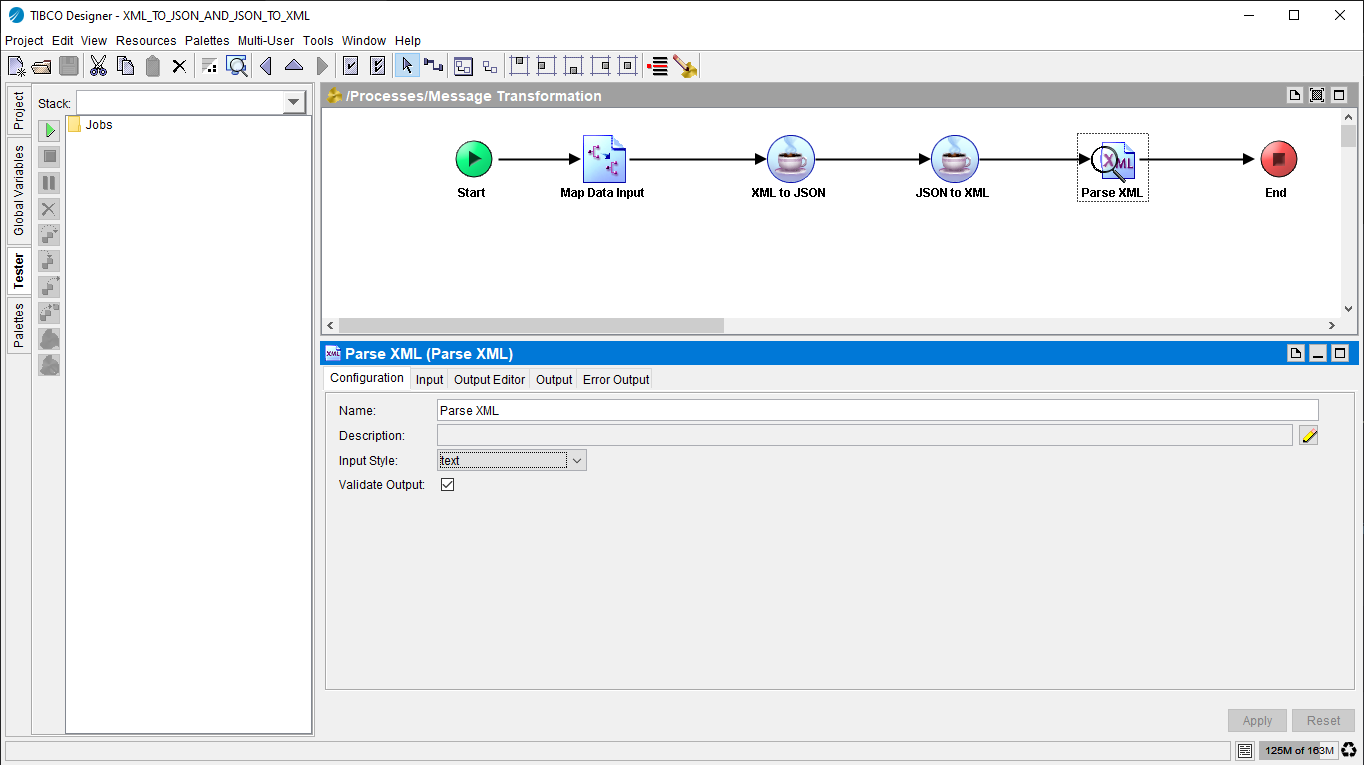 TIBCO Designer - XML_TO_JSON_AND_JSON_TO_XML
Project Edit View Resources Palettes Multi-User Tools Window Help
Project
Global Variables
Tester
Palettes
Stack:
Jobs
/Processes/Message Transformation
Start
Map Data Input
XML to JSON
JSON to XML
XML
Parse XML
End
XML Parse XML (Parse XML)
Configuration Input Output Editor Output Error Output
Name: Parse XML
Description:
Input Style: text
Validate Output:
Apply Reset
125M of 163M